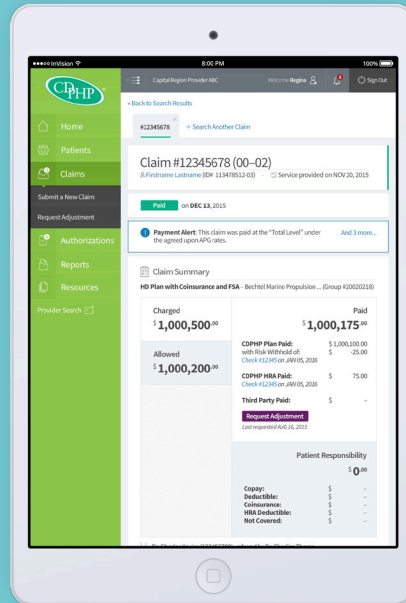 InVision
8:00 PM
100%
CDPHP
Capital Region Provider ABC
Welcome Regina
Sign Out
« Back to Search Results
Home
Patients
Claims
Submit a New Claim
Request Adjustment
Authorizations
Reports
Resources
Provider Search
#12345678
+ Search Another Claim
Claim #12345678 (00–02)
Firstname Lastname (ID# 113478512-03)
Service provided on NOV 20, 2015
Paid on DEC 13, 2015
Payment Alert: This claim was paid at the "Total Level" under the agreed upon APG rates.
And 3 more...
Claim Summary
HD Plan with Coinsurance and FSA - Bechtel Marine Propulsion ... (Group #20020218)
Charged
$1,000,500.00
Allowed
$1,000,200.00
Paid
$1,000,175.00
CDPHP Plan Paid: $1,000,100.00
with Risk Withhold of: $ -25.00
Check #12345 on JAN 05, 2016
CDPHP HRA Paid: $ 75.00
Check #12345 on JAN 05, 2016
Third Party Paid: $ –
Request Adjustment
Last requested AUG 16, 2015
Patient Responsibility
$0.00
Copay: $ –
Deductible: $ –
Coinsurance: $ –
HRA Deductible: $ –
Not Covered: $ –